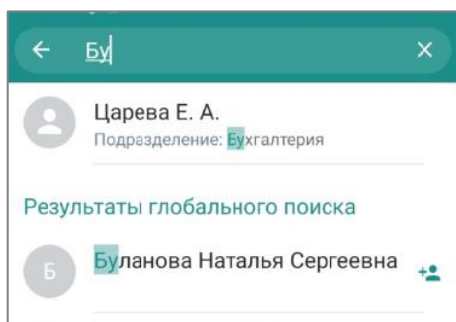 Бу
Царева Е. А.
Подразделение: Бухгалтерия
Результаты глобального поиска
Б
Буланова Наталья Сергеевна